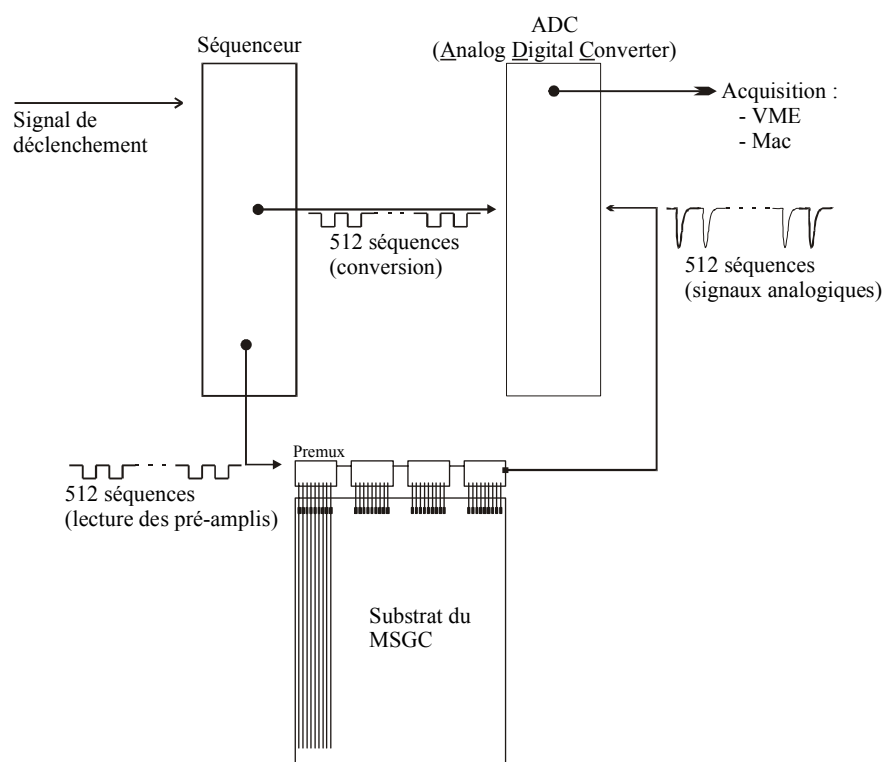 Séquenceur
ADC
(Analog Digital Converter)
Signal de
déclenchement
Acquisition :
- VME
- Mac
512 séquences
(conversion)
512 séquences
(signaux analogiques)
Premux
512 séquences
(lecture des pré-amplis)
Substrat du
MSGC